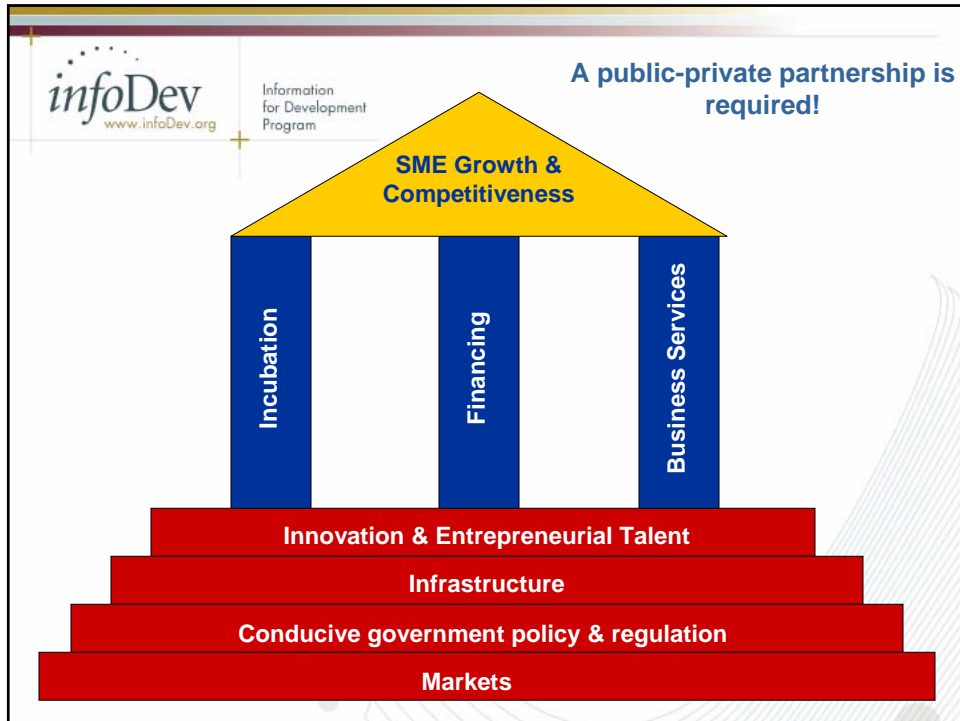 infoDev
www.infoDev.org
Information
for Development
Program
A public-private partnership is
required!
SME Growth &
Competitiveness
Incubation
Financing
Business Services
Innovation & Entrepreneurial Talent
Infrastructure
Conducive government policy & regulation
Markets